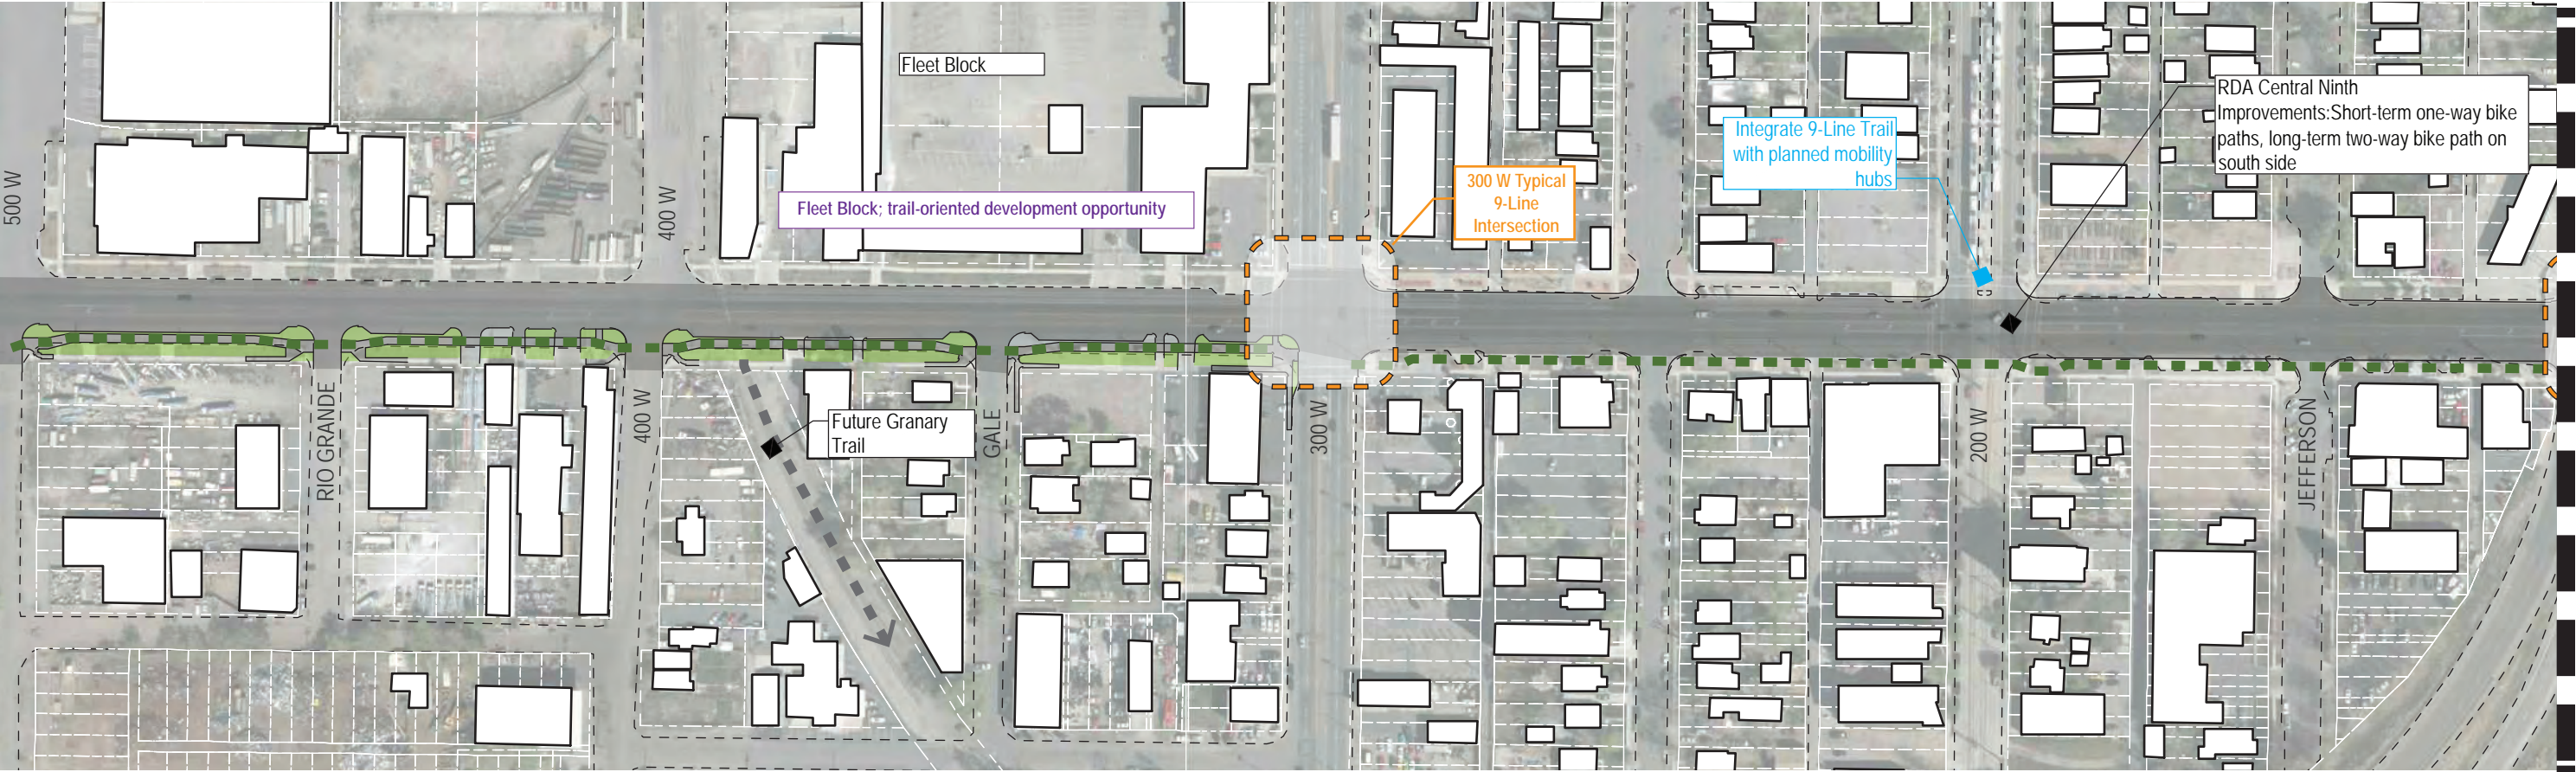 Fleet Block
RDA Central Ninth
Improvements:Short-term one-way bike
paths, long-term two-way bike path on
south side
Integrate 9-Line Trail
with planned mobility
hubs
300 W Typical
9-Line
Intersection
500 W
400 W
Fleet Block; trail-oriented development opportunity
RIO GRANDE
400 W
Future Granary
Trail
GALE
300 W
200 W
JEFFERSON